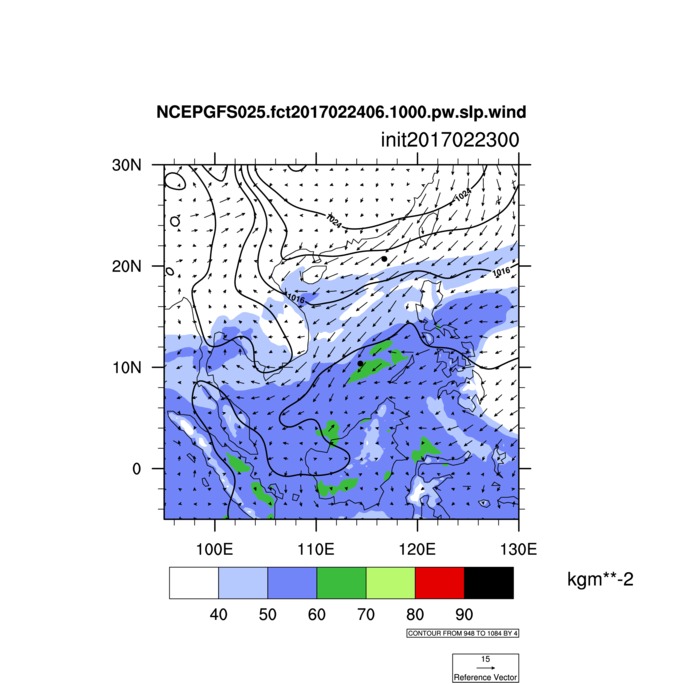 NCEPGFS025.fct2017022406.1000.pw.slp.wind
init2017022300
30N
1024
1024
20N
1016
1016
10N
0
100E 110E 120E 130E
kgm**-2
40 50 60 70 80 90
CONTOUR FROM 948 TO 1084 BY 4
15
Reference Vector